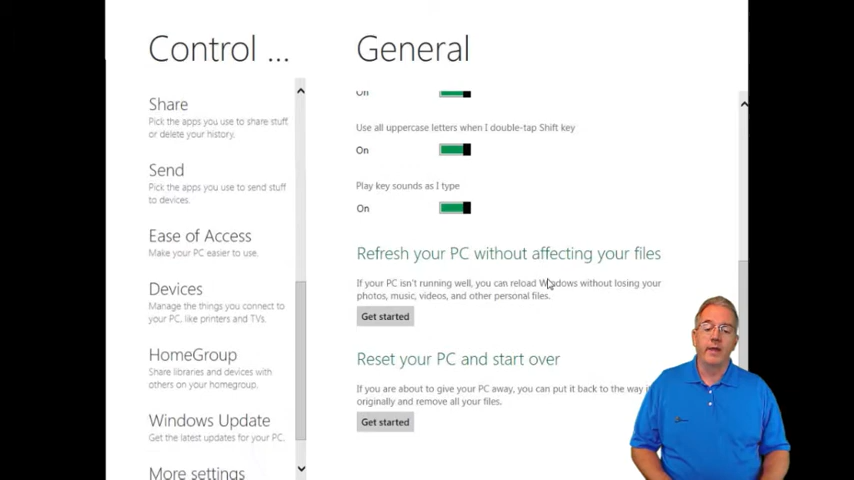 Control ...
General
Share
Pick the apps you use to share stuff,
or delete your history.
Send
Pick the apps you use to send stuff
to devices.
Ease of Access
Make your PC easier to use.
Devices
Manage the things you connect to
your PC, like printers and TVs.
HomeGroup
Share libraries and devices with
others on your homegroup.
Windows Update
Get the latest updates for your PC.
More settings
On
Use all uppercase letters when I double-tap Shift key
On
Play key sounds as I type
On
Refresh your PC without affecting your files
If your PC isn't running well, you can reload Windows without losing your
photos, music, videos, and other personal files.
Get started
Reset your PC and start over
If you are about to give your PC away, you can put it back to the way i
originally and remove all your files.
Get started